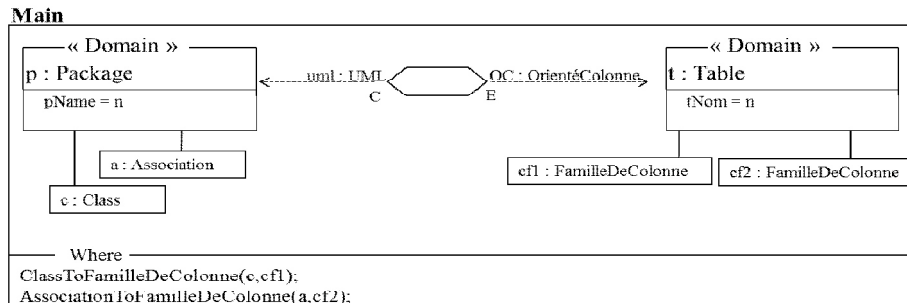 Main
« Domain »
« Domain »
p : Package
uml : UML
OC : OrientéColonne
t : Table
C
E
pName = n
tNom = n
a : Association
cf1 : FamilleDeColonne
cf2 : FamilleDeColonne
c : Class
Where
ClassToFamilleDeColonne(c,cf1);
AssociationToFamilleDeColonne(a,cf2);